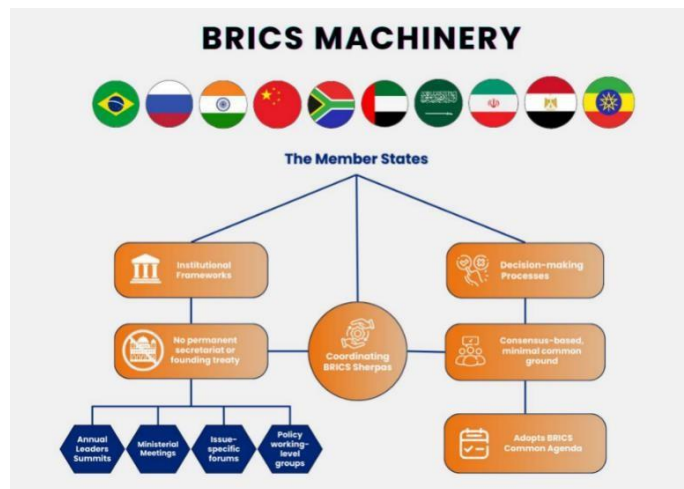 BRICS MACHINERY
The Member States
Institutional
Frameworks
Decision-making
Processes
No permanent
secretariat or
founding treaty
Coordinating
BRICS Sherpas
Consensus-based,
minimal common
ground
Annual
Leaders
Summits
Ministerial
Meetings
Issue-
specific
forums
Policy
working-
level
groups
Adopts BRICS
Common Agenda